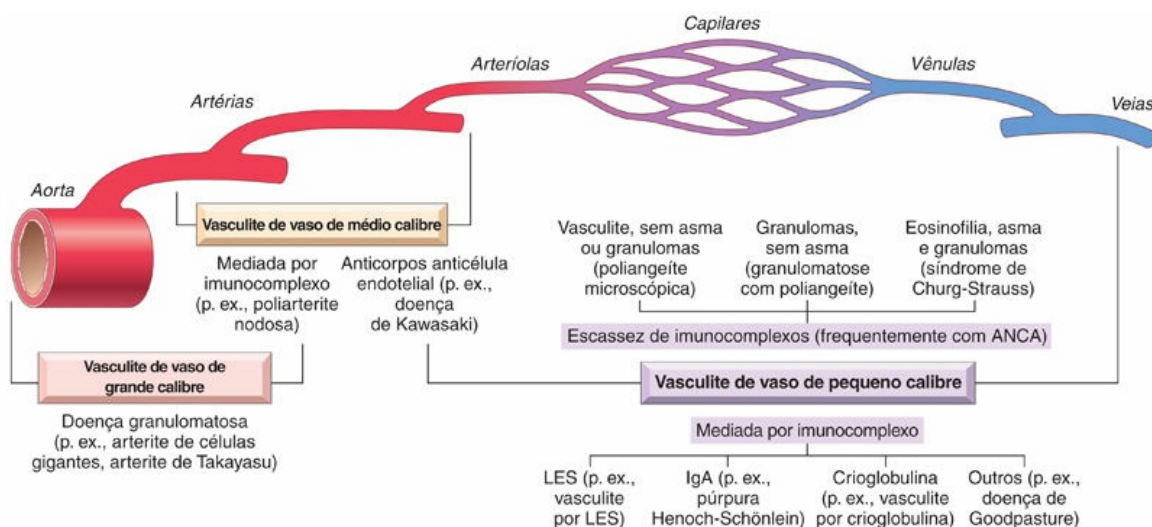 Capilares
Arteríolas
Vênulas
Artérias
Veias
Aorta
Vasculite de vaso de médio calibre
Mediada por
imunocomplexo
(p. ex., poliarterite
nodosa)
Anticorpos anticélula
endotelial (p. ex.,
doença
de Kawasaki)
Vasculite, sem asma
ou granulomas
(poliangeíte
microscópica)
Granulomas,
sem asma
(granulomatose
com poliangeíte)
Eosinofilia, asma
e granulomas
(síndrome de
Churg-Strauss)
Escassez de imunocomplexos (frequentemente com ANCA)
Vasculite de vaso de
grande calibre
Vasculite de vaso de pequeno calibre
Doença granulomatosa
(p. ex., arterite de células
gigantes, arterite de Takayasu)
Mediada por imunocomplexo
LES (p. ex.,
vasculite
por LES)
IgA (p. ex.,
púrpura
Henoch-Schönlein)
Crioglobulina
(p. ex., vasculite
por crioglobulina)
Outros (p. ex.,
doença de
Goodpasture)